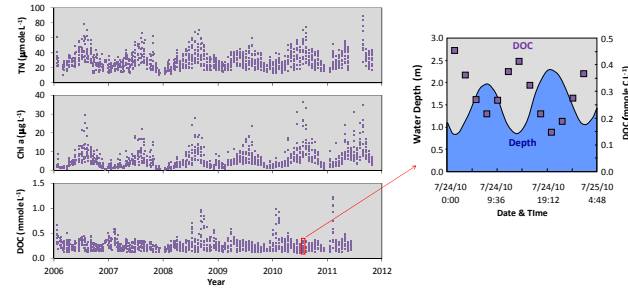 TN (µmole L⁻¹)
100
80
60
40
20
0
Chl a (µg L⁻¹)
40
30
20
10
0
DOC (mmole L⁻¹)
1.5
1.0
0.5
0.0
2006 2007 2008 2009 2010 2011 2012
Year
DOC
Depth
Water Depth (m)
3.0
2.5
2.0
1.5
1.0
0.5
0.0
0.5
0.4
0.3
0.2
0.1
0.0
DOC (mmole C L⁻¹)
7/24/10 7/24/10 7/24/10 7/25/10
0:00 9:36 19:12 4:48
Date & TIme